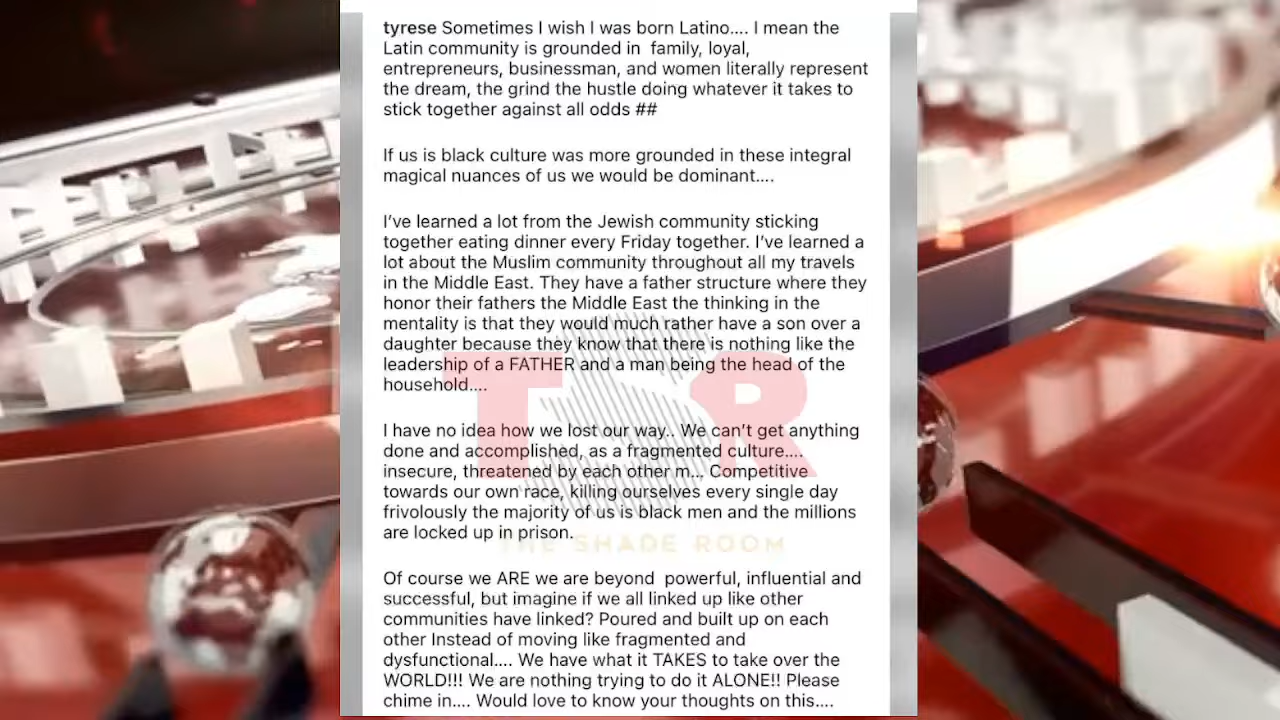 tyrese Sometimes I wish I was born Latino.... I mean the
Latin community is grounded in  family, loyal,
entrepreneurs, businessman, and women literally represent
the dream, the grind the hustle doing whatever it takes to
stick together against all odds ##
If us is black culture was more grounded in these integral
magical nuances of us we would be dominant....
I've learned a lot from the Jewish community sticking
together eating dinner every Friday together. I've learned a
lot about the Muslim community throughout all my travels
in the Middle East. They have a father structure where they
honor their fathers the Middle East the thinking in the
mentality is that they would much rather have a son over a
daughter because they know that there is nothing like the
leadership of a FATHER and a man being the head of the
household....
I have no idea how we lost our way.. We can't get anything
done and accomplished, as a fragmented culture....
insecure, threatened by each other m... Competitive
towards our own race, killing ourselves every single day
frivolously the majority of us is black men and the millions
are locked up in prison.
Of course we ARE we are beyond  powerful, influential and
successful, but imagine if we all linked up like other
communities have linked? Poured and built up on each
other Instead of moving like fragmented and
dysfunctional.... We have what it TAKES to take over the
WORLD!!! We are nothing trying to do it ALONE!! Please
chime in.... Would love to know your thoughts on this....
TSR
THE SHADE ROOM